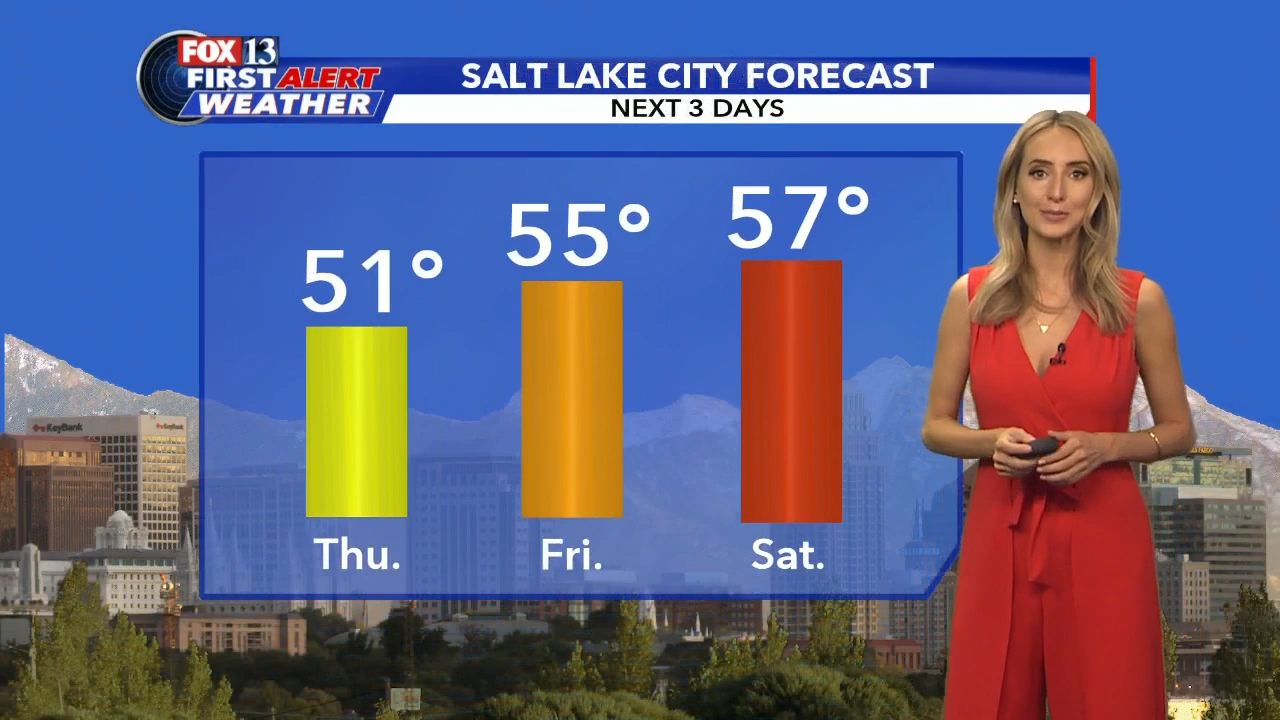 FOX 13
FIRST ALERT
WEATHER
SALT LAKE CITY FORECAST
NEXT 3 DAYS
51°
55°
57°
Thu.
Fri.
Sat.
KeyBank
KeyBank